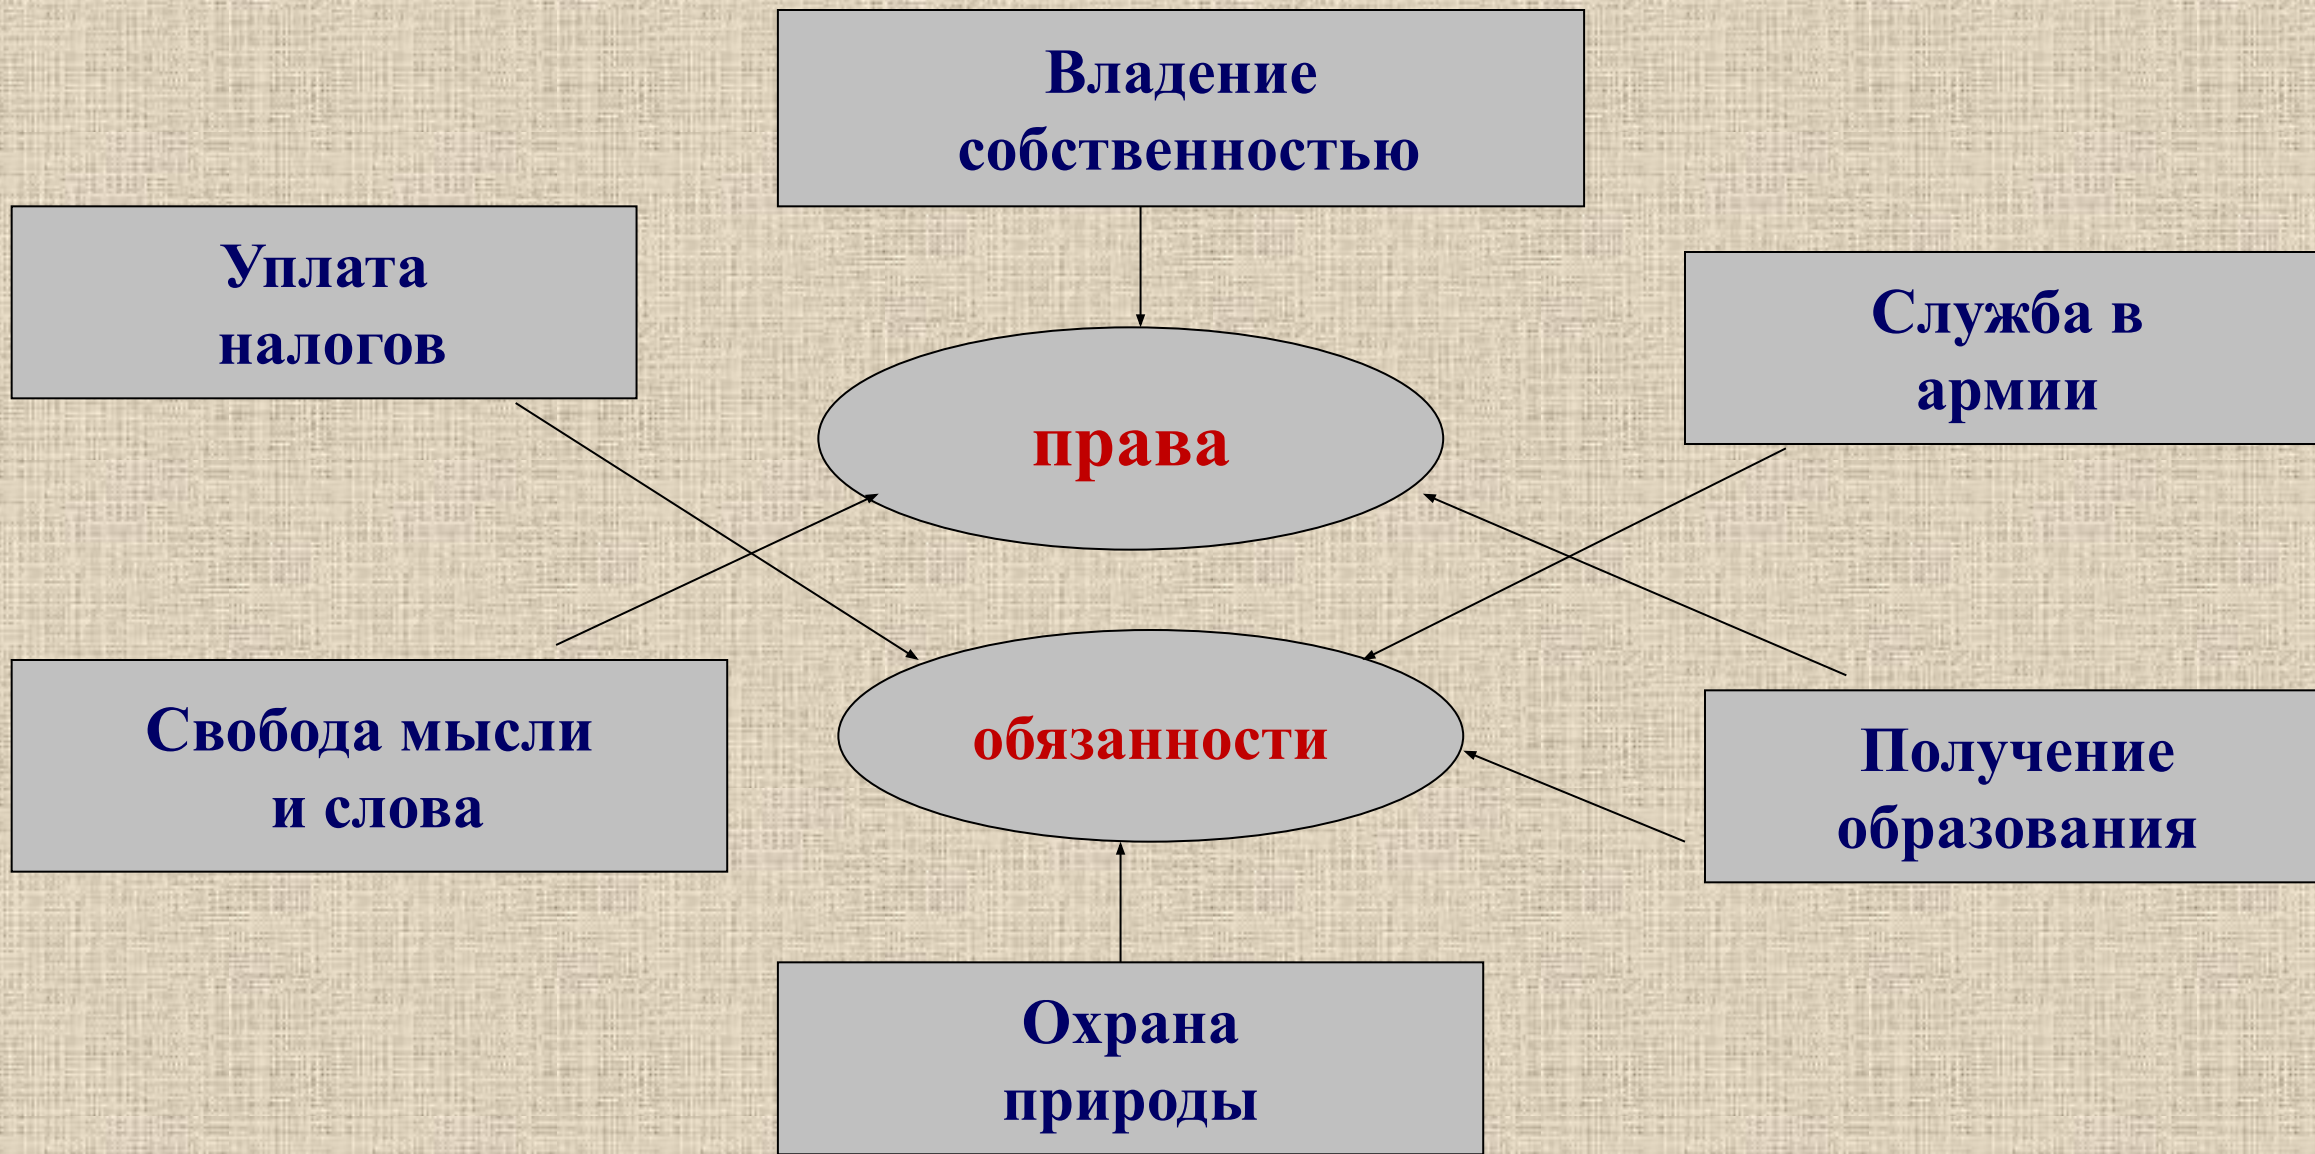 Владение
собственностью
Уплата
налогов
Служба в
армии
права
Свобода мысли
и слова
обязанности
Получение
образования
Охрана
природы